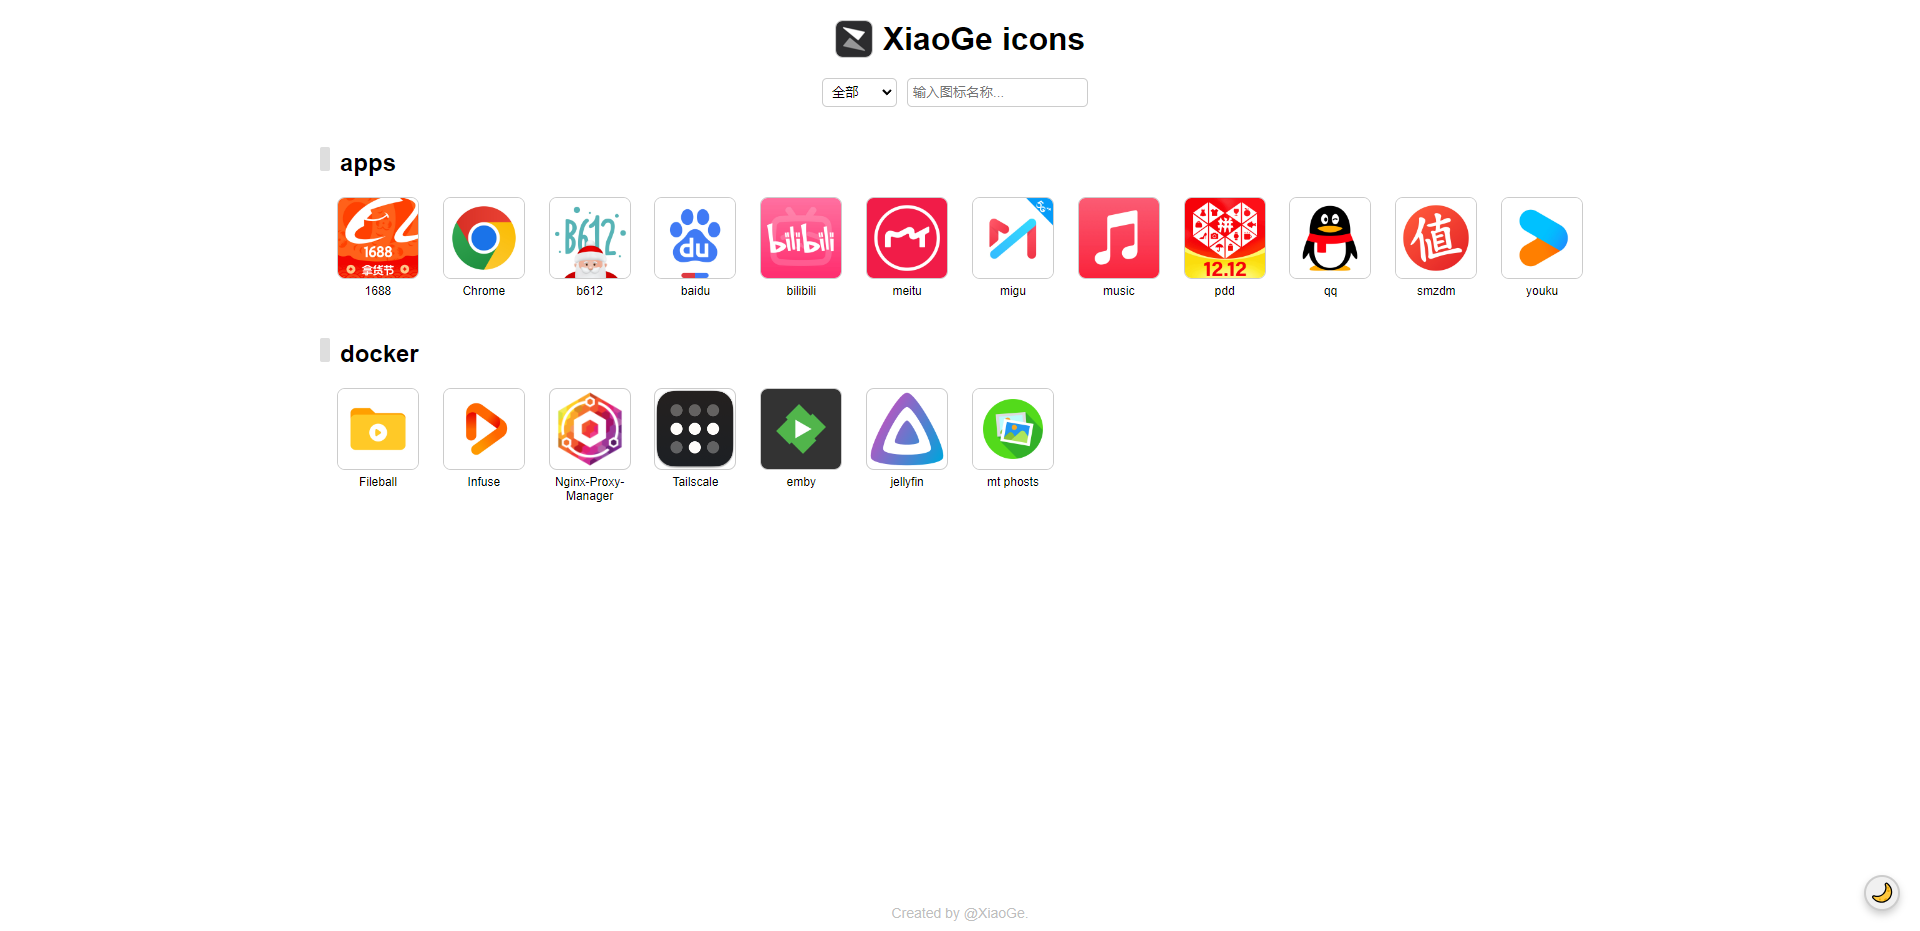 XiaoGe icons
全部
输入图标名称...
apps
1688
拿货节
B612
du
bilibili
拼
12.12
值
1688
Chrome
b612
baidu
bilibili
meitu
migu
music
pdd
qq
smzdm
youku
docker
Fileball
Infuse
Nginx-Proxy-
Manager
Tailscale
emby
jellyfin
mt phosts
Created by @XiaoGe.